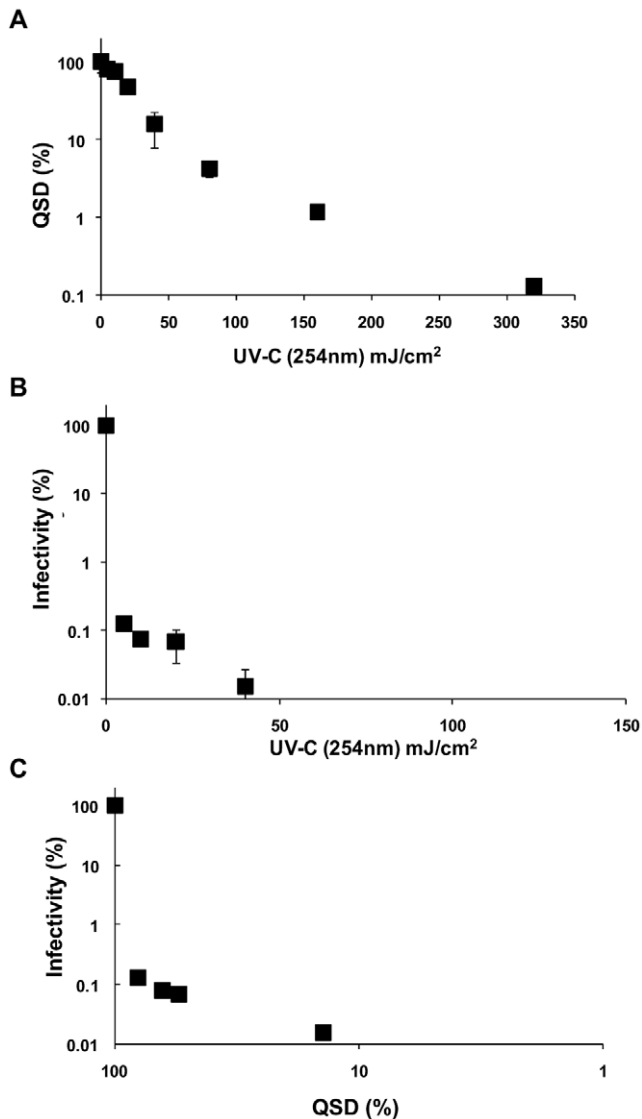 A
100
10
1
0.1
QSD (%)
0 50 100 150 200 250 300 350
UV-C (254nm) mJ/cm²
B
100
10
1
0.1
0.01
Infectivity (%)
0 50 100 150
UV-C (254nm) mJ/cm²
C
100
10
1
0.1
0.01
Infectivity (%)
100 10 1
QSD (%)